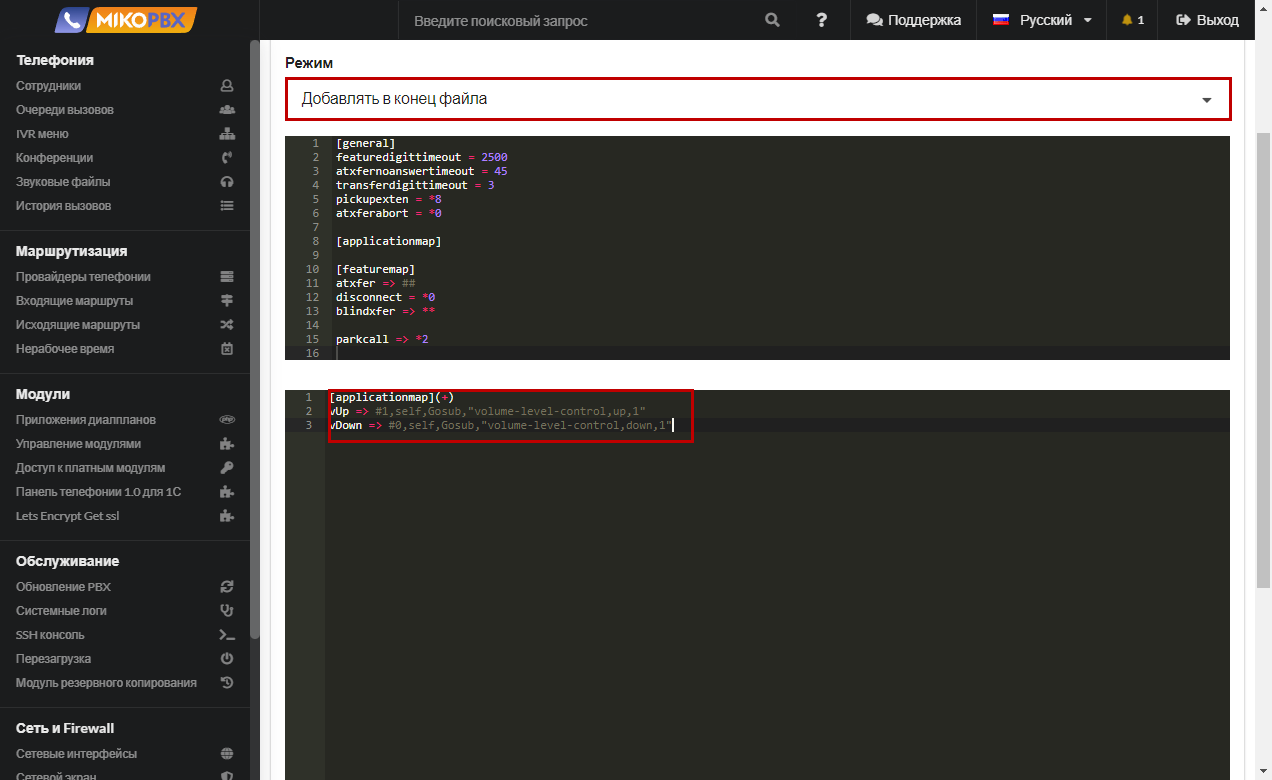 MIKOPBX
Введите поисковый запрос
?
Поддержка
Русский
1
Выход
Телефония
Сотрудники
Очереди вызовов
IVR меню
Конференции
Звуковые файлы
История вызовов
Маршрутизация
Провайдеры телефонии
Входящие маршруты
Исходящие маршруты
Нерабочее время
Модули
Приложения диалпланов
Управление модулями
Доступ к платным модулям
Панель телефонии 1.0 для 1С
Lets Encrypt Get ssl
Обслуживание
Обновление PBX
Системные логи
SSH консоль
Перезагрузка
Модуль резервного копирования
Сеть и Firewall
Сетевые интерфейсы
Сетевой экран
Режим
Добавлять в конец файла
1 [general]
2 featuredigittimeout = 2500
3 atxfernoanswertimeout = 45
4 transferdigittimeout = 3
5 pickupexten = *8
6 atxferabort = *0
7
8 [applicationmap]
9
10 [featuremap]
11 atxfer => ##
12 disconnect = *0
13 blindxfer => **
14
15 parkcall => *2
16
1 [applicationmap](+)
2 vUp => #1,self,Gosub,"volume-level-control,up,1"
3 vDown => #0,self,Gosub,"volume-level-control,down,1"